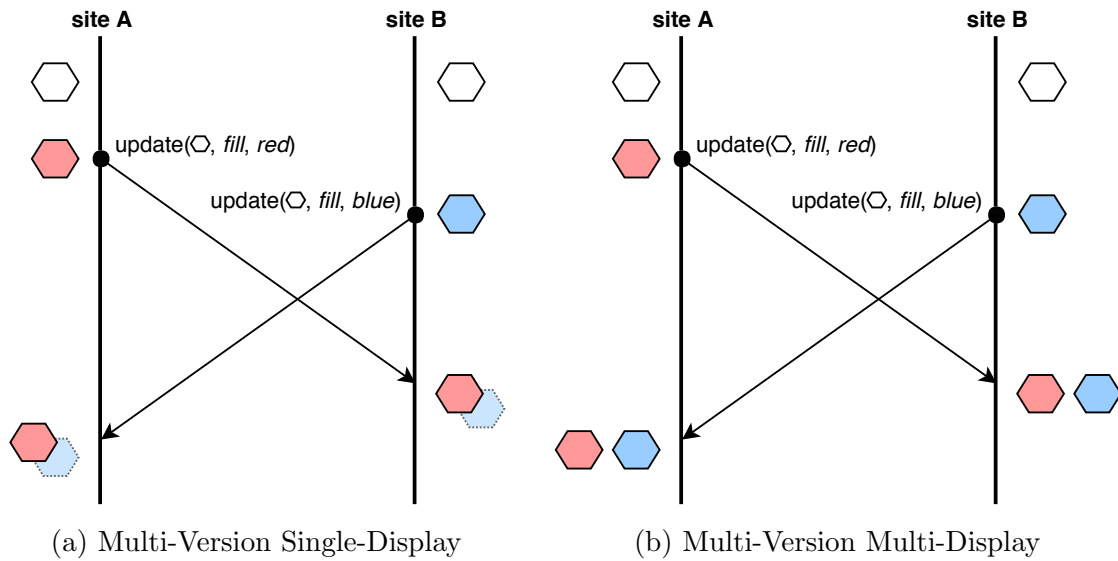 site A
site B
update(⬡, fill, red)
update(⬡, fill, blue)
(a) Multi-Version Single-Display
site A
site B
update(⬡, fill, red)
update(⬡, fill, blue)
(b) Multi-Version Multi-Display